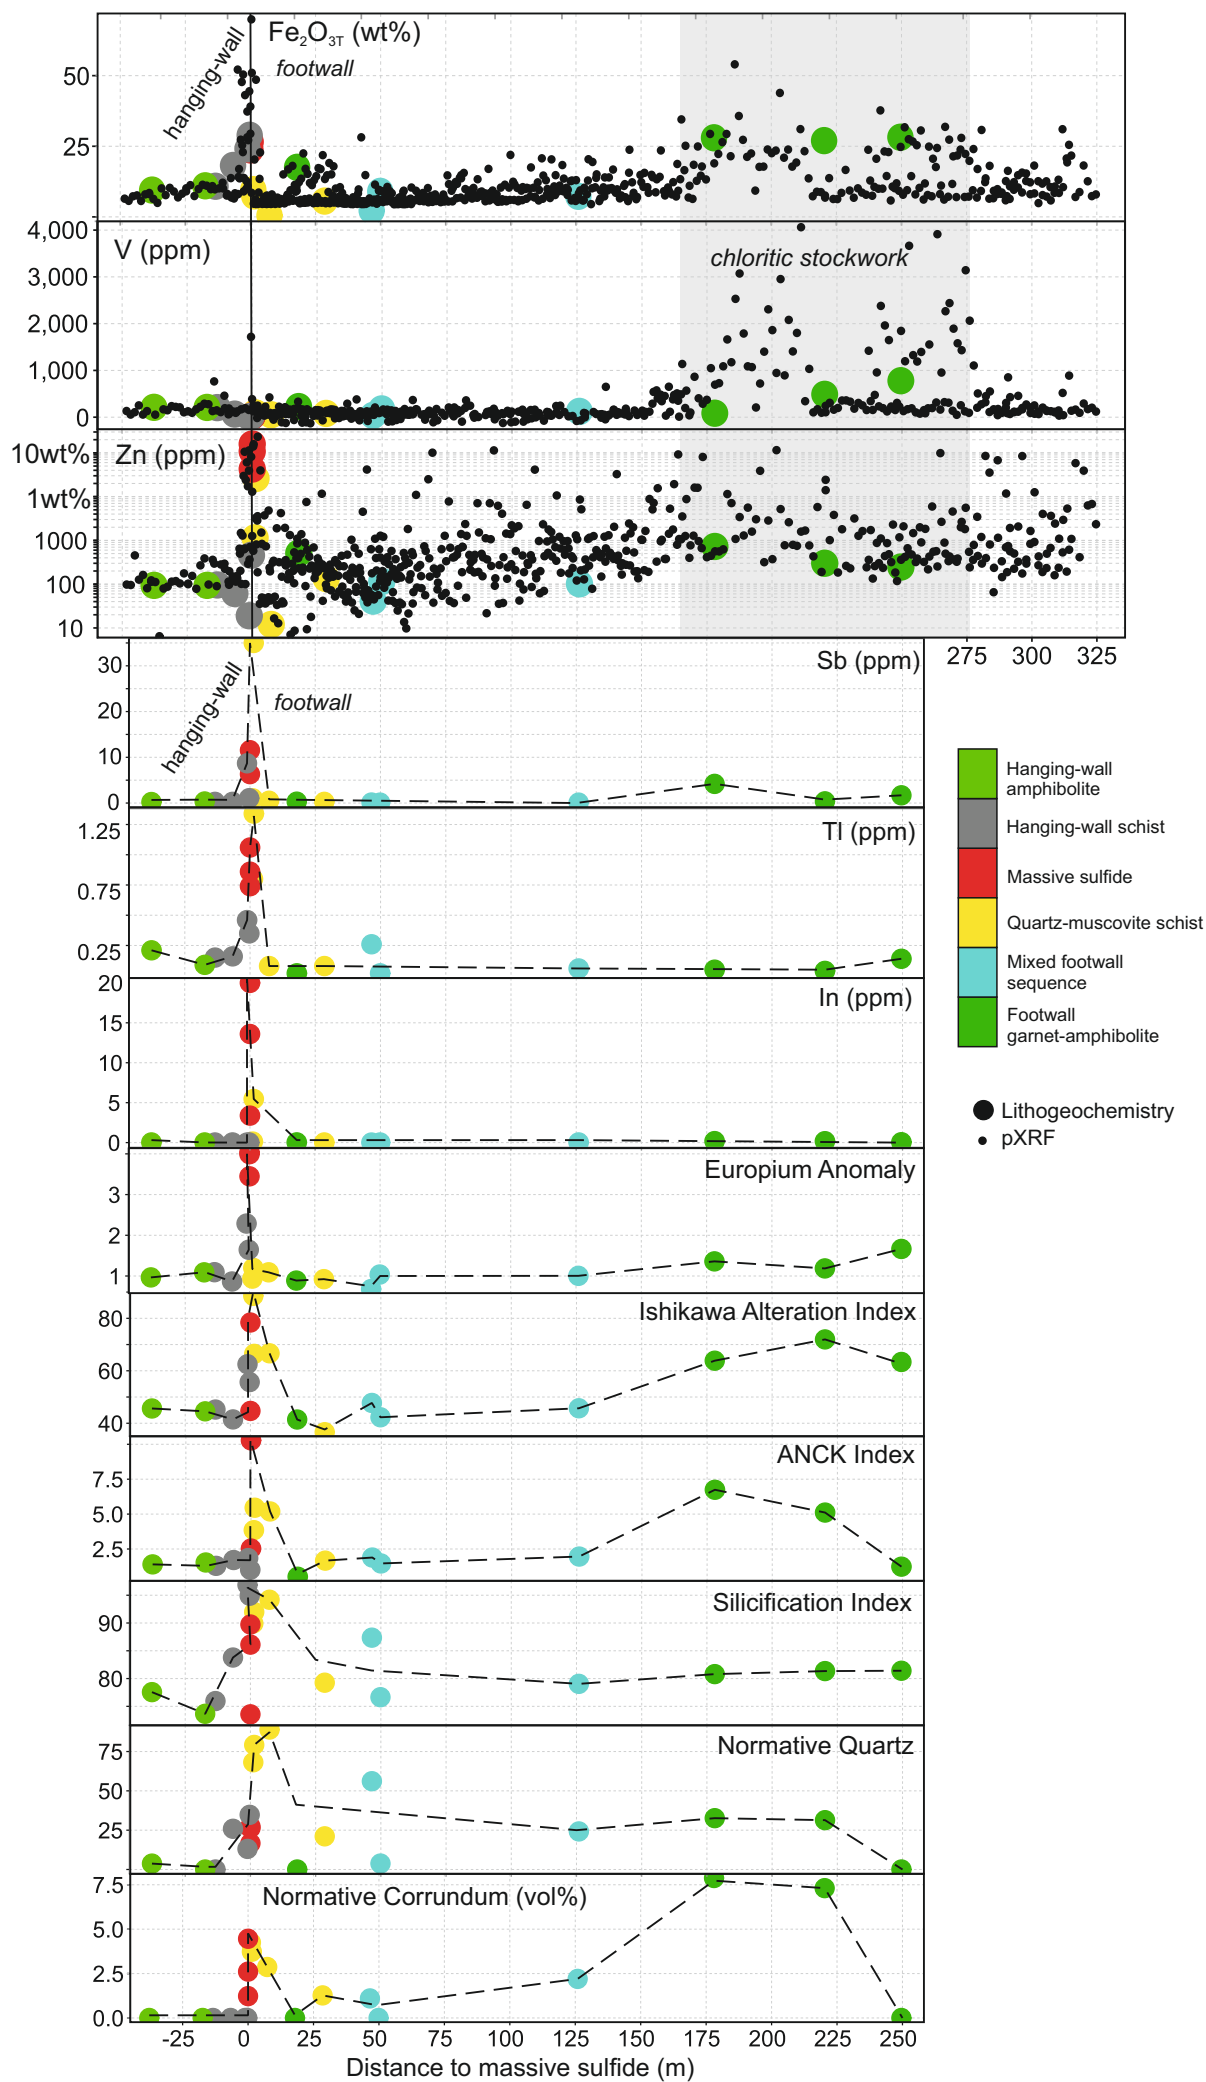 Fe₂O₃T (wt%)
hanging-wall
footwall
50
25
V (ppm)
chloritic stockwork
4,000
3,000
2,000
1,000
0
Zn (ppm)
10wt%
1wt%
1000
100
10
275 300 325
Sb (ppm)
hanging-wall
footwall
30
20
10
0
Tl (ppm)
1.25
0.75
0.25
In (ppm)
20
15
10
5
0
Europium Anomaly
3
2
1
Ishikawa Alteration Index
80
60
40
ANCK Index
7.5
5.0
2.5
Silicification Index
90
80
Normative Quartz
75
50
25
Normative Corrundum (vol%)
7.5
5.0
2.5
0.0
-25 0 25 50 75 100 125 150 175 200 225 250
Distance to massive sulfide (m)
Hanging-wall
amphibolite
Hanging-wall schist
Massive sulfide
Quartz-muscovite schist
Mixed footwall
sequence
Footwall
garnet-amphibolite
Lithogeochemistry
pXRF